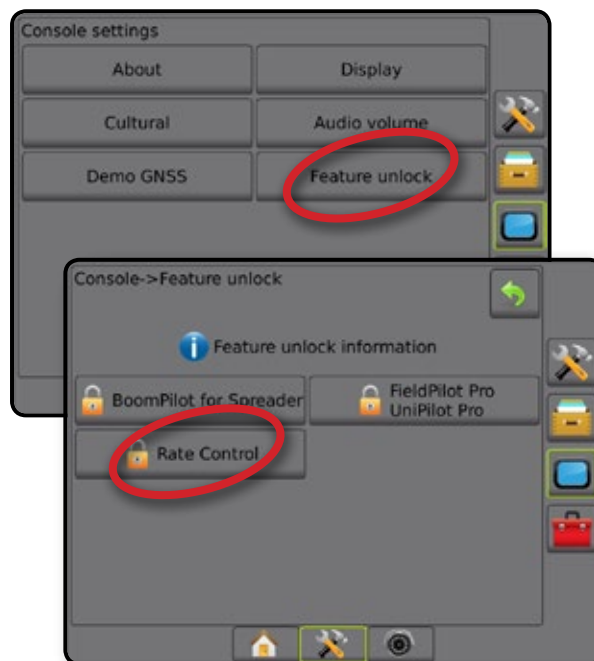 Console settings
About
Display
Cultural
Audio volume
Demo GNSS
Feature unlock
Console->Feature unlock
Feature unlock information
BoomPilot for Spreader
FieldPilot Pro
UniPilot Pro
Rate Control